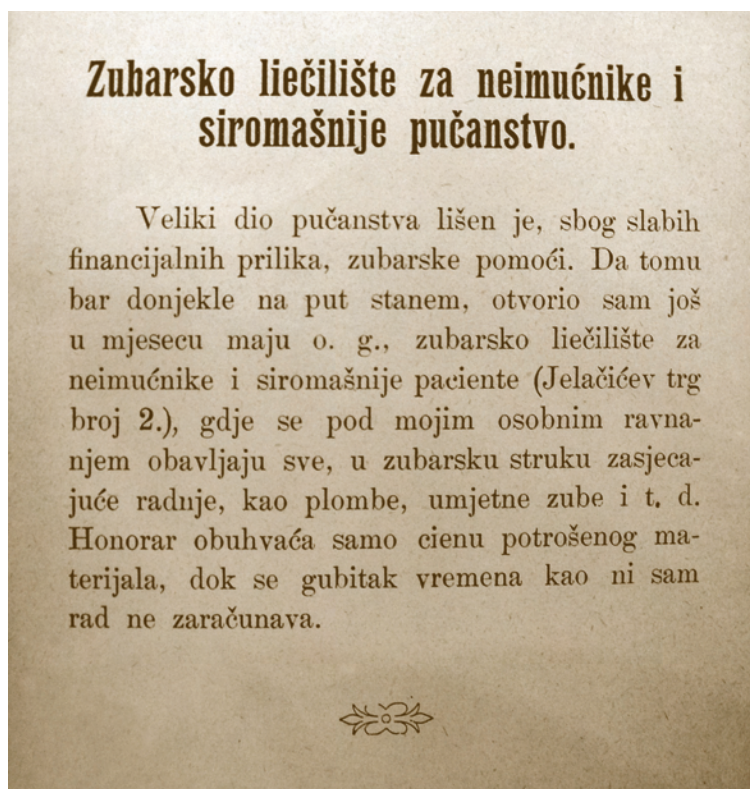 Zubarsko liečilište za neimućnike i
siromašnije pučanstvo.
Veliki dio pučanstva lišen je, sbog slabih
financijalnih prilika, zubarske pomoći. Da tomu
bar donjekle na put stanem, otvorio sam još
u mjesecu maju o. g., zubarsko liečilište za
neimućnike i siromašnije paciente (Jelačićev trg
broj 2.), gdje se pod mojim osobnim ravna-
njem obavljaju sve, u zubarsku struku zasjeca-
juće radnje, kao plombe, umjetne zube i t. d.
Honorar obuhvaća samo cienu potrošenog ma-
terijala, dok se gubitak vremena kao ni sam
rad ne zaračunava.